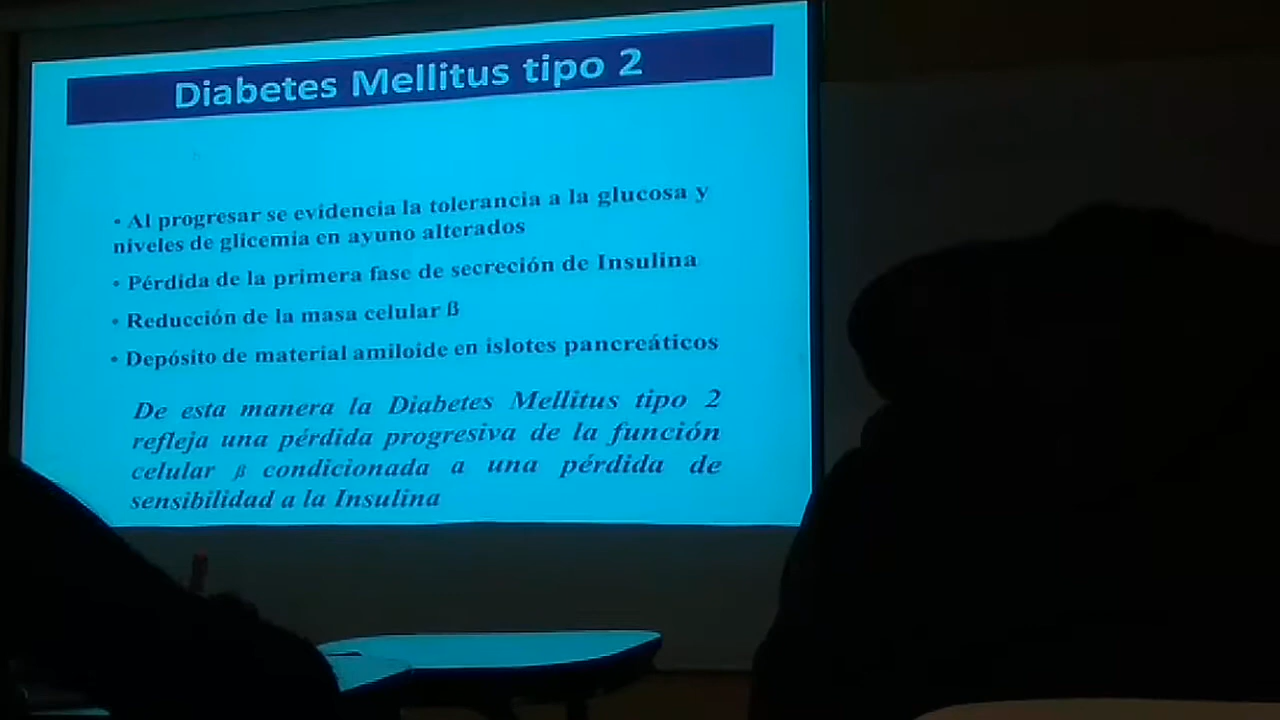 Diabetes Mellitus tipo 2
• Al progresar se evidencia la tolerancia a la glucosa y
niveles de glicemia en ayuno alterados
• Pérdida de la primera fase de secreción de Insulina
• Reducción de la masa celular ß
• Depósito de material amiloide en islotes pancreáticos
De esta manera la Diabetes Mellitus tipo 2
refleja una pérdida progresiva de la función
celular ß condicionada a una pérdida de
sensibilidad a la Insulina